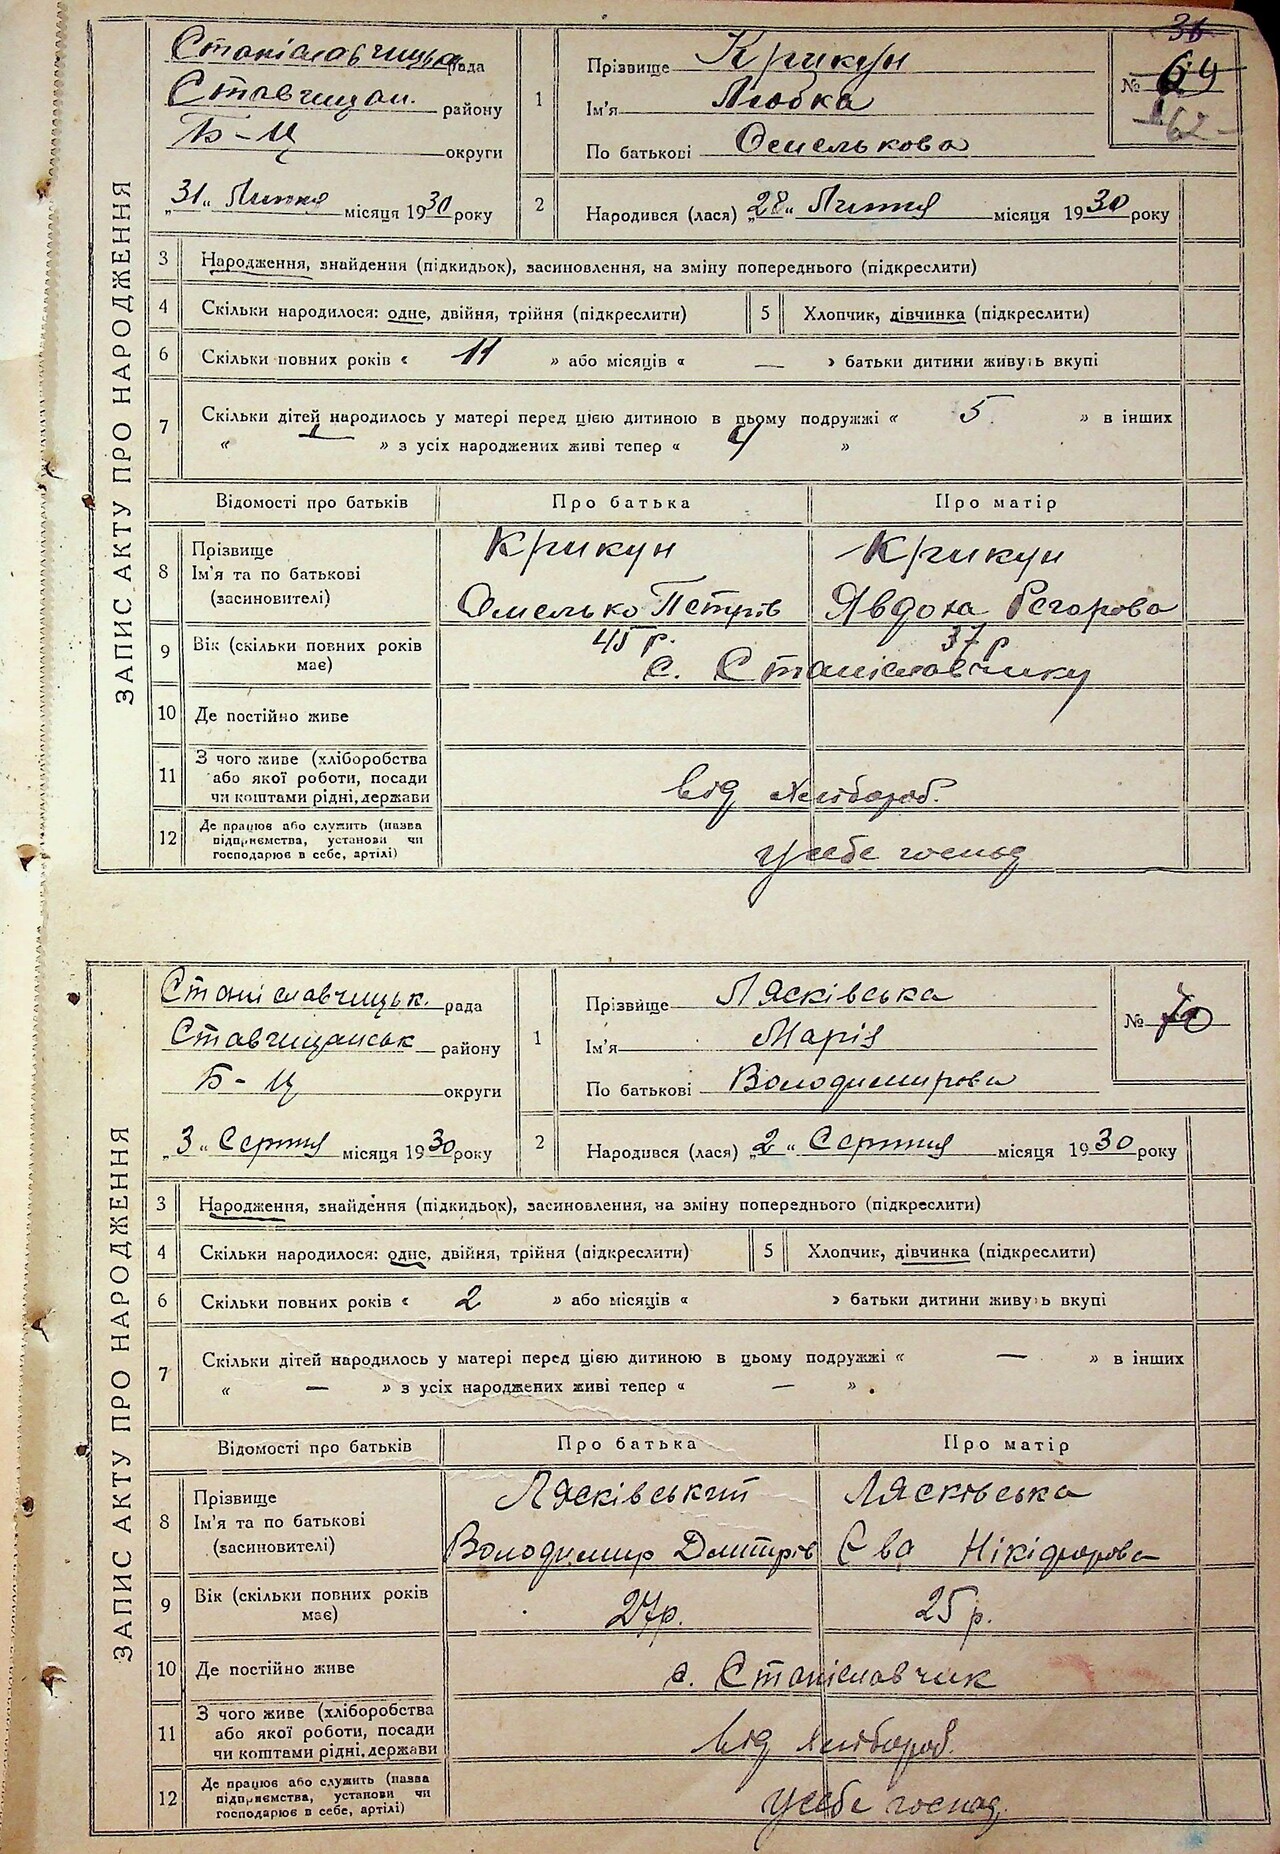 ЗАПИС АКТУ ПРО НАРОДЖЕННЯ
Станіславчицька рада
Ставищан. району
Б-Ц округи
„31“ Липня місяця 1930 року
1 Прізвище Крикун
Ім'я Любка
По батькові Омелькова
36
№ 69
62
2 Народився (лася) „28“ Липня місяця 1930 року
3 Народження, знайдення (підкидьок), засиновлення, на зміну попереднього (підкреслити)
4 Скільки народилося: одне, двійня, трійня (підкреслити) 5 Хлопчик, дівчинка (підкреслити)
6 Скільки повних років « 11 » або місяців « — » батьки дитини живуть вкупі
7 Скільки дітей народилось у матері перед цією дитиною в цьому подружжі « 5 » в інших
« 1 » з усіх народжених живі тепер « 4 »
Відомості про батьків Про батька Про матір
8 Прізвище Крикун Крикун
Ім'я та по батькові
(засиновителі) Омелько Петрів Явдоха Єгорова
9 Вік (скільки повних років 45 р. 37 р
має) с. Станіславчику
10 Де постійно живе
11 З чого живе (хліборобства
або якої роботи, посади
чи коштами рідні, держави від хлібороб.
12 Де працює або служить (назва
підприємства, установи чи
господарює в себе, артілі) у себе господ
ЗАПИС АКТУ ПРО НАРОДЖЕННЯ
Станіславчицьк. рада
Ставищанськ району
Б-Ц округи
„3“ Серпня місяця 1930 року
1 Прізвище Лясківська
Ім'я Марія
По батькові Володимирова
№ 70
2 Народився (лася) „2“ Серпня місяця 1930 року
3 Народження, знайдення (підкидьок), засиновлення, на зміну попереднього (підкреслити)
4 Скільки народилося: одне, двійня, трійня (підкреслити) 5 Хлопчик, дівчинка (підкреслити)
6 Скільки повних років « 2 » або місяців « » батьки дитини живуть вкупі
7 Скільки дітей народилось у матері перед цією дитиною в цьому подружжі « — » в інших
« — » з усіх народжених живі тепер « — »
Відомості про батьків Про батька Про матір
8 Прізвище Лясківський Лясківська
Ім'я та по батькові
(засиновителі) Володимир Дмитрів Єва Нікіфорова
9 Вік (скільки повних років
має) 27р. 25 р.
10 Де постійно живе с. Станіславчик
11 З чого живе (хліборобства
або якої роботи, посади
чи коштами рідні, держави від хлібороб.
12 Де працює або служить (назва
підприємства, установи чи
господарює в себе, артілі) у себе господ.